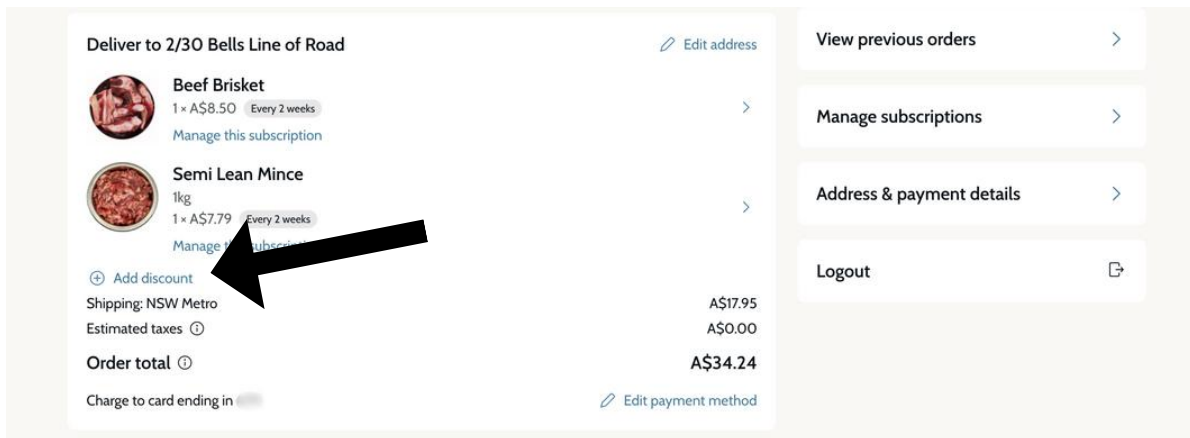 Deliver to 2/30 Bells Line of Road
Edit address
Beef Brisket
1 × A$8.50 Every 2 weeks
Manage this subscription
Semi Lean Mince
1kg
1 × A$7.79 Every 2 weeks
Manage
Add discount
Shipping: NSW Metro A$17.95
Estimated taxes A$0.00
Order total A$34.24
Charge to card ending in
Edit payment method
View previous orders
Manage subscriptions
Address & payment details
Logout